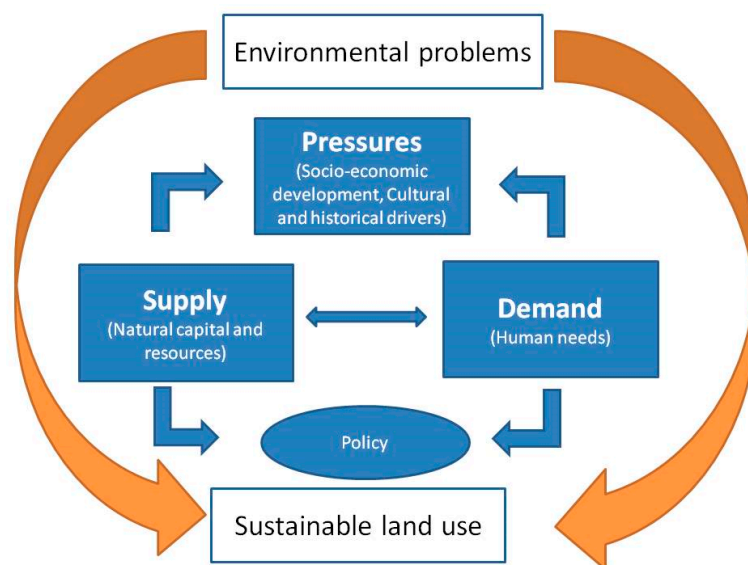 Environmental problems
Pressures
(Socio-economic
development, Cultural
and historical drivers)
Supply
(Natural capital and
resources)
Demand
(Human needs)
Policy
Sustainable land use